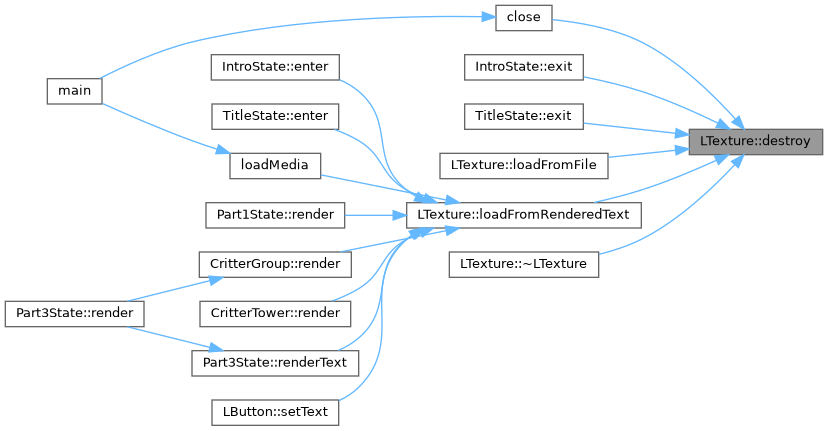 close
IntroState::enter
IntroState::exit
main
TitleState::enter
TitleState::exit
LTexture::destroy
loadMedia
LTexture::loadFromFile
Part1State::render
LTexture::loadFromRenderedText
CritterGroup::render
LTexture::~LTexture
Part3State::render
CritterTower::render
Part3State::renderText
LButton::setText